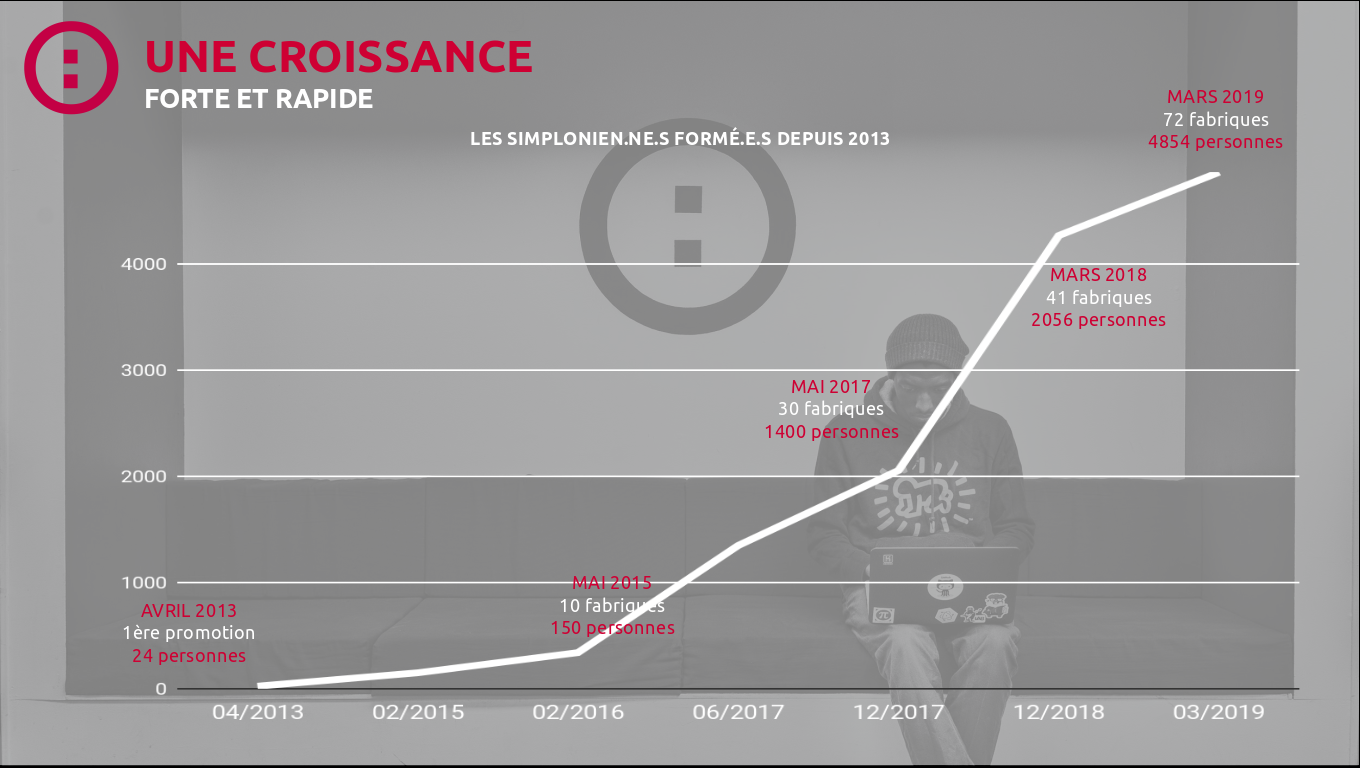 UNE CROISSANCE
FORTE ET RAPIDE
LES SIMPLONIEN.NE.S FORMÉ.E.S DEPUIS 2013
MARS 2019
72 fabriques
4854 personnes
4000
MARS 2018
41 fabriques
2056 personnes
3000
MAI 2017
30 fabriques
1400 personnes
2000
1000
MAI 2015
10 fabriques
150 personnes
AVRIL 2013
1ère promotion
24 personnes
0
04/2013 02/2015 02/2016 06/2017 12/2017 12/2018 03/2019